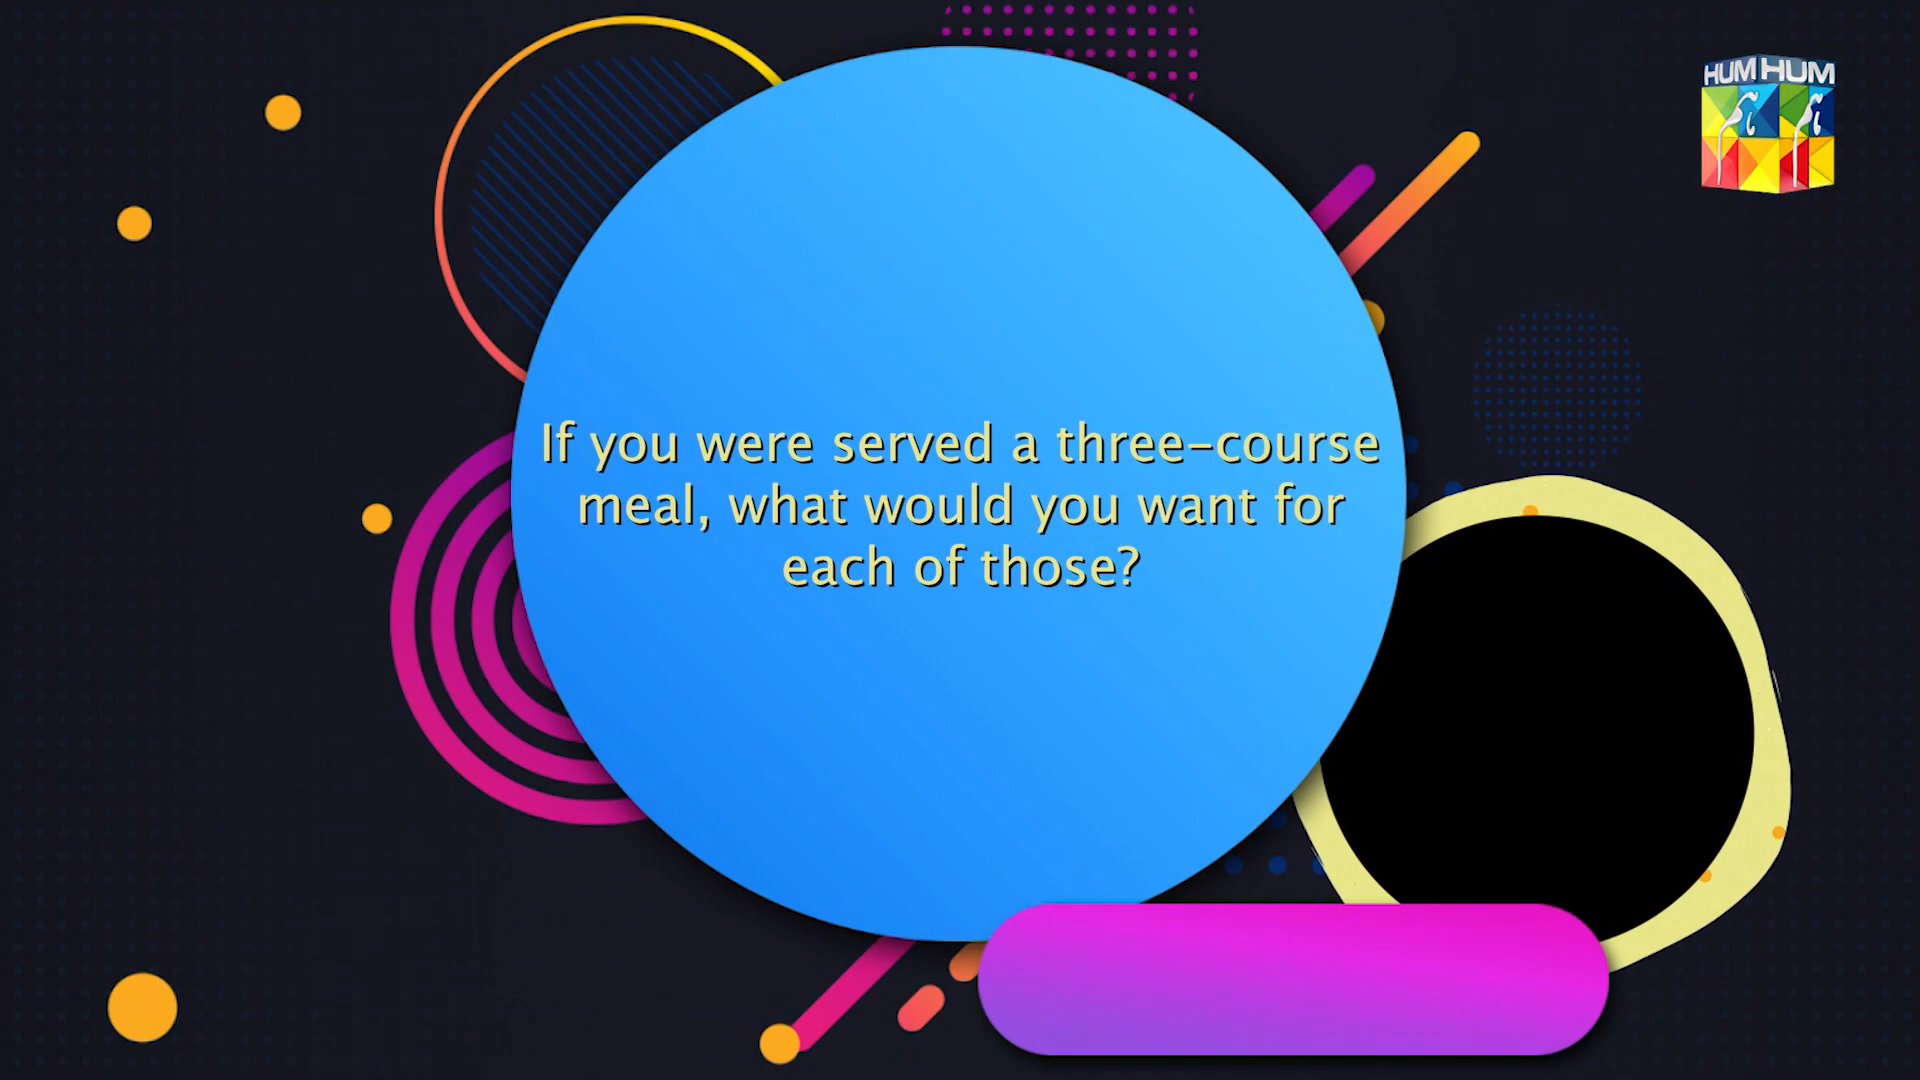 HUM HUM
If you were served a three-course
meal, what would you want for
each of those?